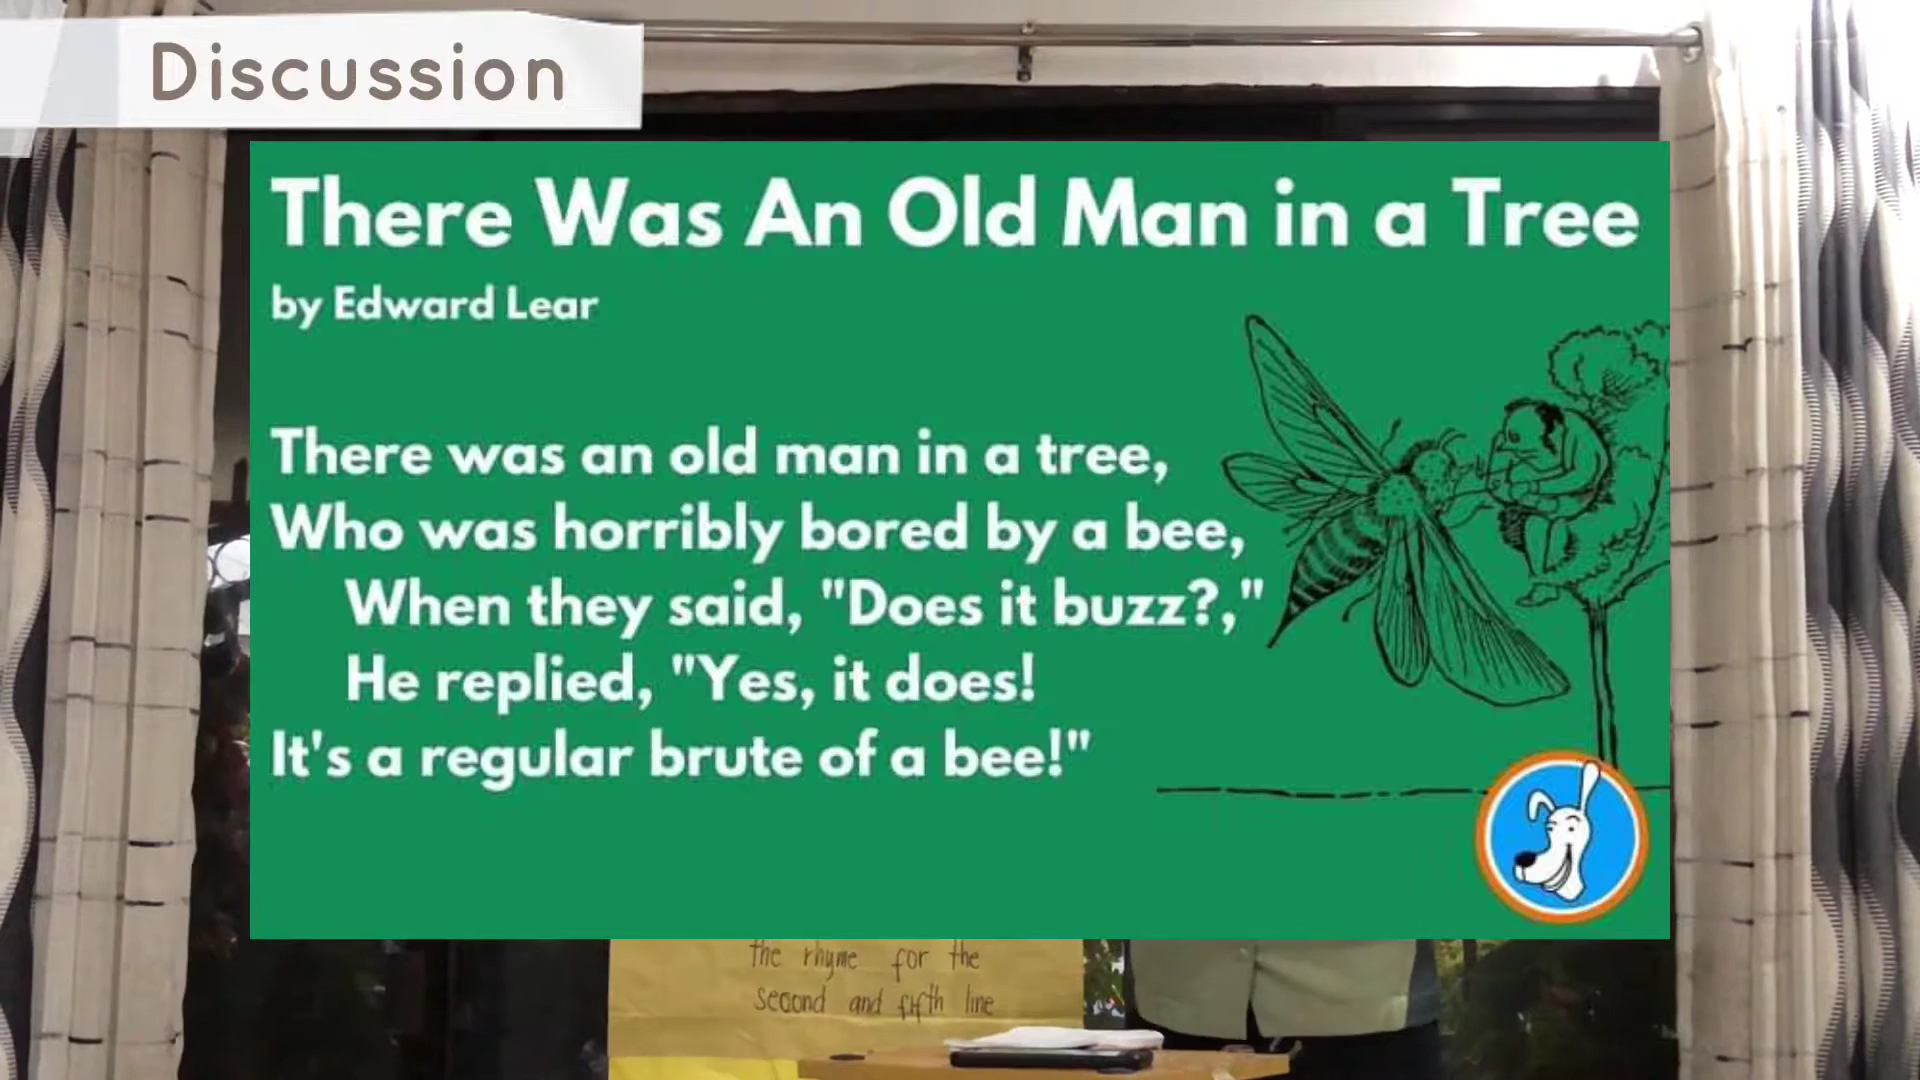 Discussion
There Was An Old Man in a Tree
by Edward Lear
There was an old man in a tree,
Who was horribly bored by a bee,
When they said, "Does it buzz?,"
He replied, "Yes, it does!
It's a regular brute of a bee!"
the rhyme for the
second and fifth line